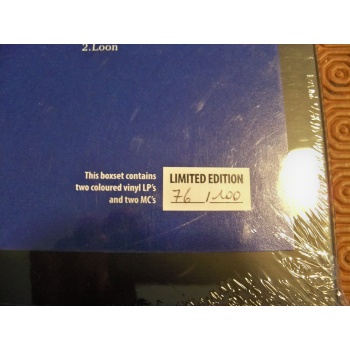 2.Loon
This boxset contains
two coloured vinyl LP's
and two MC's
LIMITED EDITION
76 / 100